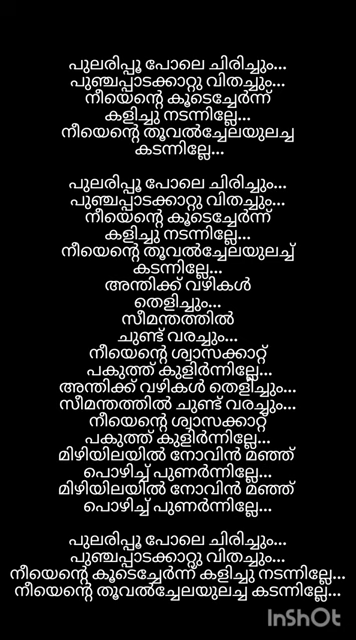 പുലരിപ്പൂ പോലെ ചിരിച്ചും...
പുഞ്ചപ്പാടക്കാറ്റു വിതച്ചും...
നീയെന്റെ കൂടെച്ചേർന്ന്
കളിച്ചു നടന്നില്ലേ...
നീയെന്റെ തൂവൽച്ചേലയുലച്ച
കടന്നില്ലേ...
പുലരിപ്പൂ പോലെ ചിരിച്ചും...
പുഞ്ചപ്പാടക്കാറ്റു വിതച്ചും...
നീയെന്റെ കൂടെച്ചേർന്ന്
കളിച്ചു നടന്നില്ലേ...
നീയെന്റെ തൂവൽച്ചേലയുലച്ച്
കടന്നില്ലേ...
അന്തിക്ക് വഴികൾ
തെളിച്ചും...
സീമന്തത്തിൽ
ചുണ്ട് വരച്ചും...
നീയെന്റെ ശ്വാസക്കാറ്റ്
പകുത്ത് കുളിർന്നില്ലേ...
അന്തിക്ക് വഴികൾ തെളിച്ചും...
സീമന്തത്തിൽ ചുണ്ട് വരച്ചും...
നീയെന്റെ ശ്വാസക്കാറ്റ്
പകുത്ത് കുളിർന്നില്ലേ...
മിഴിയിലയിൽ നോവിൻ മഞ്ഞ്
പൊഴിച്ച് പുണർന്നില്ലേ...
മിഴിയിലയിൽ നോവിൻ മഞ്ഞ്
പൊഴിച്ച് പുണർന്നില്ലേ...
പുലരിപ്പൂ പോലെ ചിരിച്ചും...
പുഞ്ചപ്പാടക്കാറ്റു വിതച്ചും...
നീയെന്റെ കൂടെച്ചേർന്ന് കളിച്ചു നടന്നില്ലേ...
നീയെന്റെ തൂവൽച്ചേലയുലച്ച കടന്നില്ലേ...
InShOt